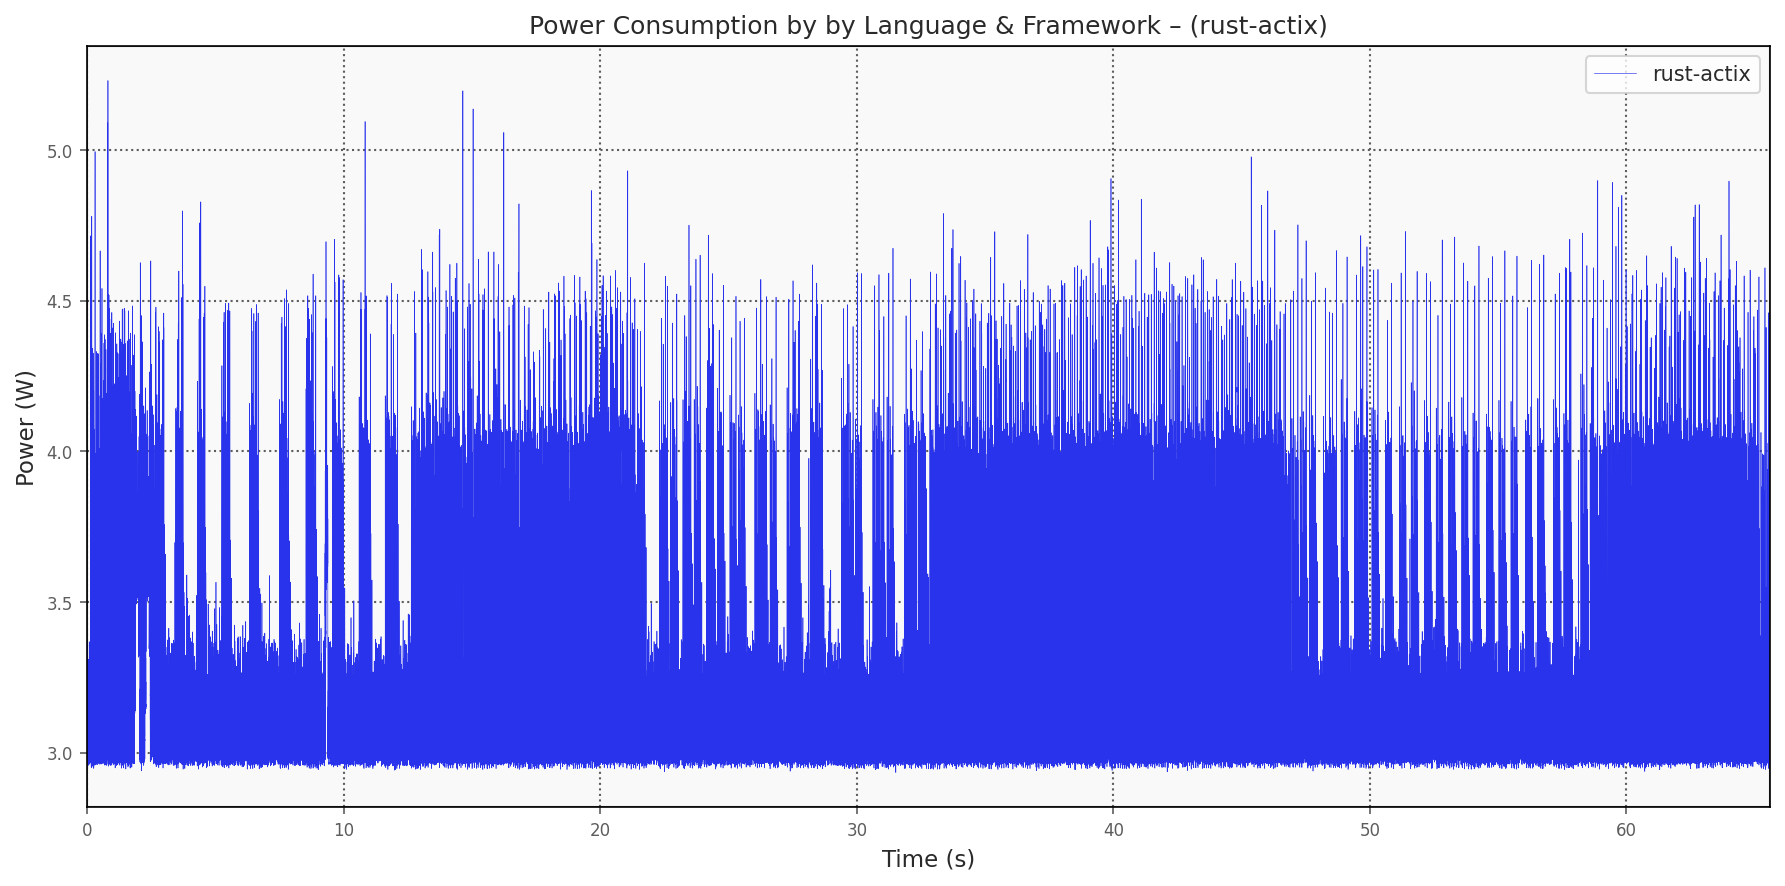 Power Consumption by by Language & Framework – (rust-actix)
rust-actix
Power (W)
5.0
4.5
4.0
3.5
3.0
0 10 20 30 40 50 60
Time (s)